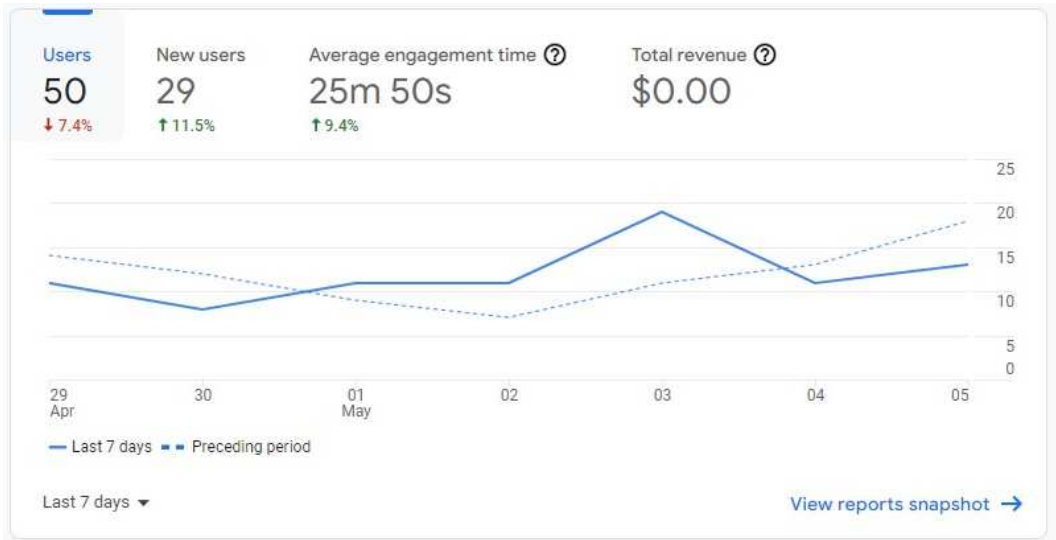 Users New users Average engagement time ? Total revenue ?
50 29 25m 50s $0.00
↓ 7.4% ↑ 11.5% ↑ 9.4%
25
20
15
10
5
0
29 30 01 02 03 04 05
Apr May
Last 7 days Preceding period
Last 7 days
View reports snapshot →